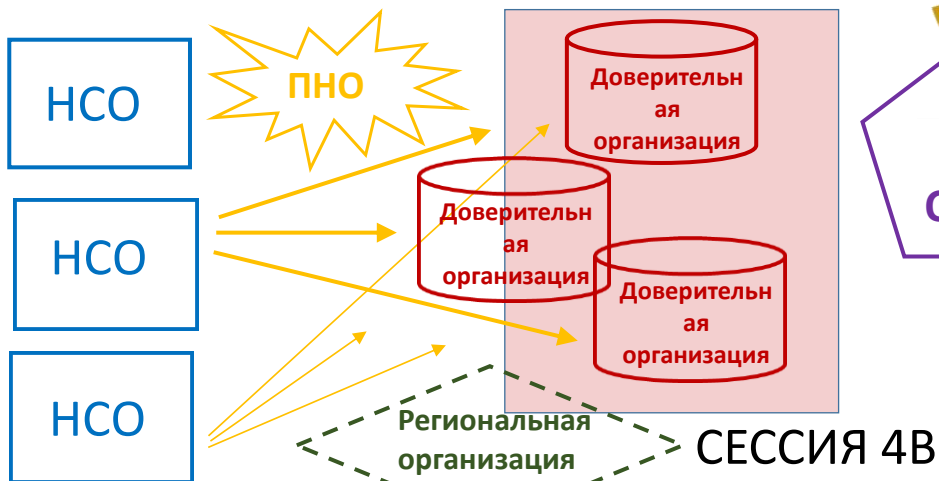 НСО
ПНО
Доверительн
ая
организация
НСО
Доверительн
ая
организация
Доверительн
ая
организация
НСО
Региональная
организация
СЕССИЯ 4В